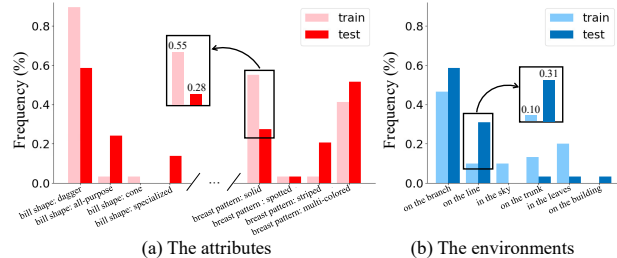 Frequency (%)
0.8
0.6
0.4
0.2
0.0
train
test
0.55
0.28
...
bill shape: dagger
bill shape: all-purpose
bill shape: cone
bill shape: specialized
breast pattern: solid
breast pattern : spotted
breast pattern: striped
breast pattern: multi-colored
(a) The attributes
Frequency (%)
0.8
0.6
0.4
0.2
0.0
train
test
0.10
0.31
on the branch
on the line
in the sky
on the trunk
in the leaves
on the building
(b) The environments